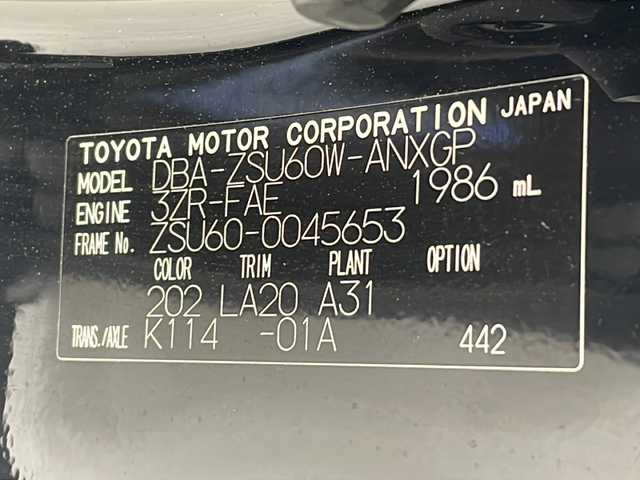 TOYOTA MOTOR CORPORATION JAPAN
MODEL DBA-ZSU60W-ANXGP
ENGINE 3ZR-FAE 1986 mL
FRAME No. ZSU60-0045653
COLOR TRIM PLANT OPTION
202 LA20 A31
TRANS./AXLE K114 -01A 442